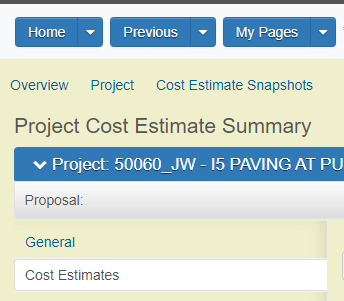 Home Previous My Pages
Overview Project Cost Estimate Snapshots
Project Cost Estimate Summary
Project: 50060_JW - I5 PAVING AT PU
Proposal:
General
Cost Estimates